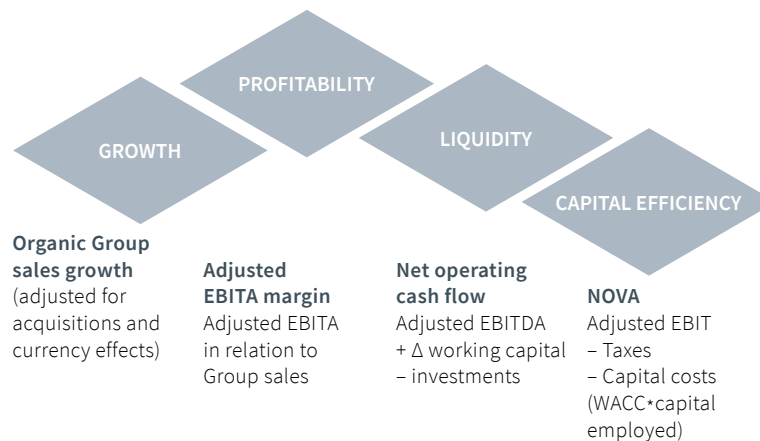 PROFITABILITY
LIQUIDITY
GROWTH
CAPITAL EFFICIENCY
Organic Group
sales growth
(adjusted for
acquisitions and
currency effects)
Adjusted
EBITA margin
Adjusted EBITA
in relation to
Group sales
Net operating
cash flow
Adjusted EBITDA
+ Δ working capital
– investments
NOVA
Adjusted EBIT
– Taxes
– Capital costs
(WACC*capital
employed)